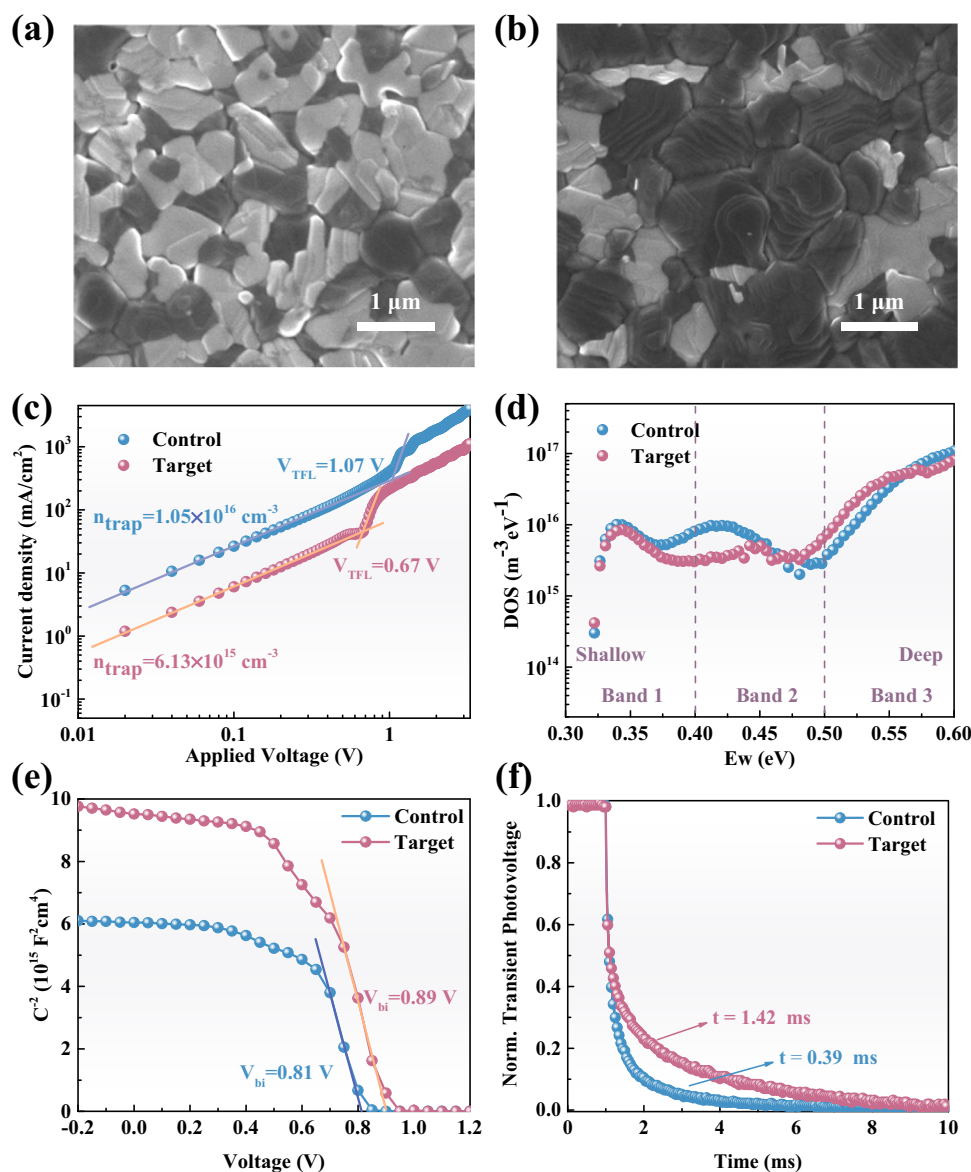 (a)
(b)
1 μm
1 μm
(c)
(d)
Control
Target
V_TFL=1.07 V
n_trap=1.05×10^16 cm^-3
V_TFL=0.67 V
n_trap=6.13×10^15 cm^-3
Current density (mA/cm^2)
10^3
10^2
10^1
10^0
10^-1
0.01
0.1
1
Applied Voltage (V)
Control
Target
DOS (m^-3eV^-1)
10^17
10^16
10^15
10^14
Shallow
Deep
Band 1
Band 2
Band 3
0.30
0.35
0.40
0.45
0.50
0.55
0.60
Ew (eV)
(e)
(f)
Control
Target
C^-2 (10^15 F^2cm^4)
10
8
6
4
2
0
V_bi=0.89 V
V_bi=0.81 V
-0.2
0.0
0.2
0.4
0.6
0.8
1.0
1.2
Voltage (V)
Control
Target
Norm. Transient Photovoltage
1.0
0.8
0.6
0.4
0.2
0.0
t = 1.42 ms
t = 0.39 ms
0
2
4
6
8
10
Time (ms)